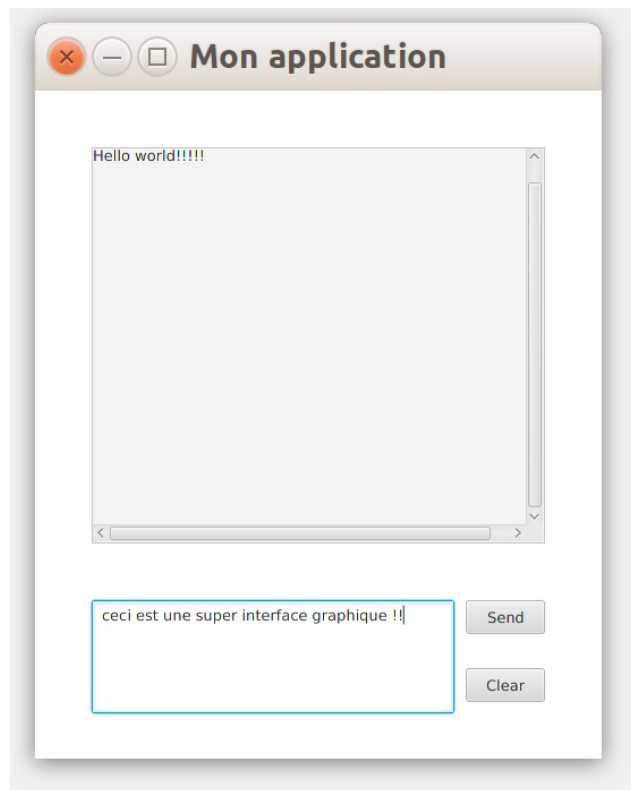 Mon application
Hello world!!!!!
ceci est une super interface graphique !!
Send
Clear